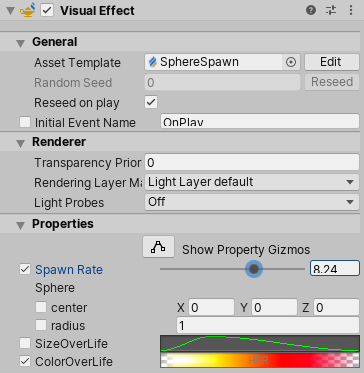 Visual Effect
General
Asset Template SphereSpawn Edit
Random Seed 0 Reseed
Reseed on play
Initial Event Name OnPlay
Renderer
Transparency Prior 0
Rendering Layer Ma Light Layer default
Light Probes Off
Properties
Show Property Gizmos
Spawn Rate 8.24
Sphere
center X 0 Y 0 Z 0
radius 1
SizeOverLife
ColorOverLife HDR